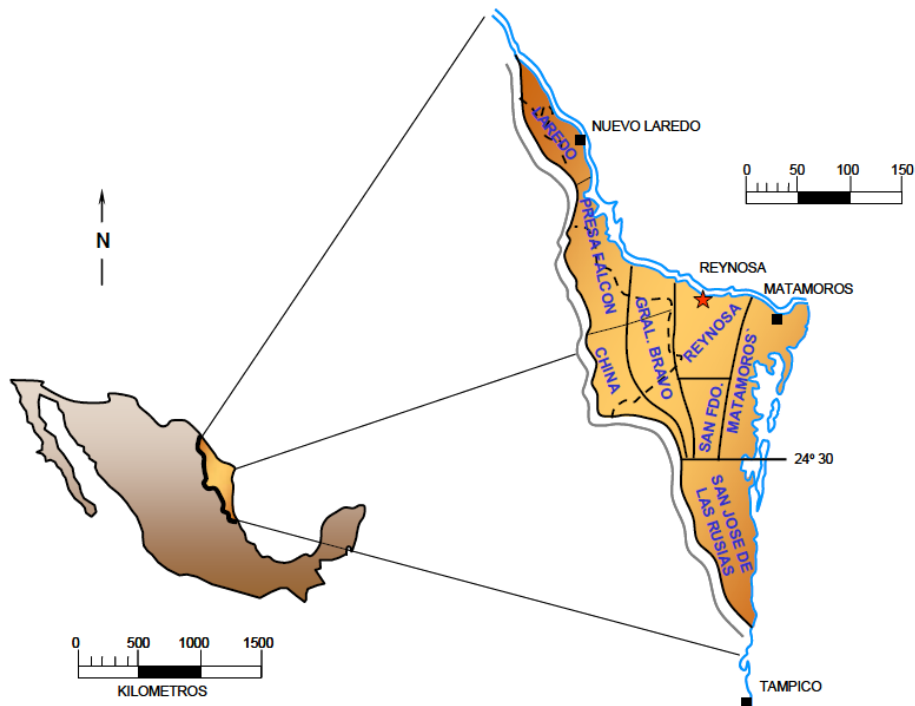 NUEVO LAREDO
LAREDO
0 50 100 150
N
PRESA FALCON
REYNOSA
MATAMOROS
GRAL. BRAVO
REYNOSA
CHINA
SAN FDO.
MATAMOROS`
24º 30
SAN JOSE DE
LAS RUSIAS
0 500 1000 1500
KILOMETROS
TAMPICO